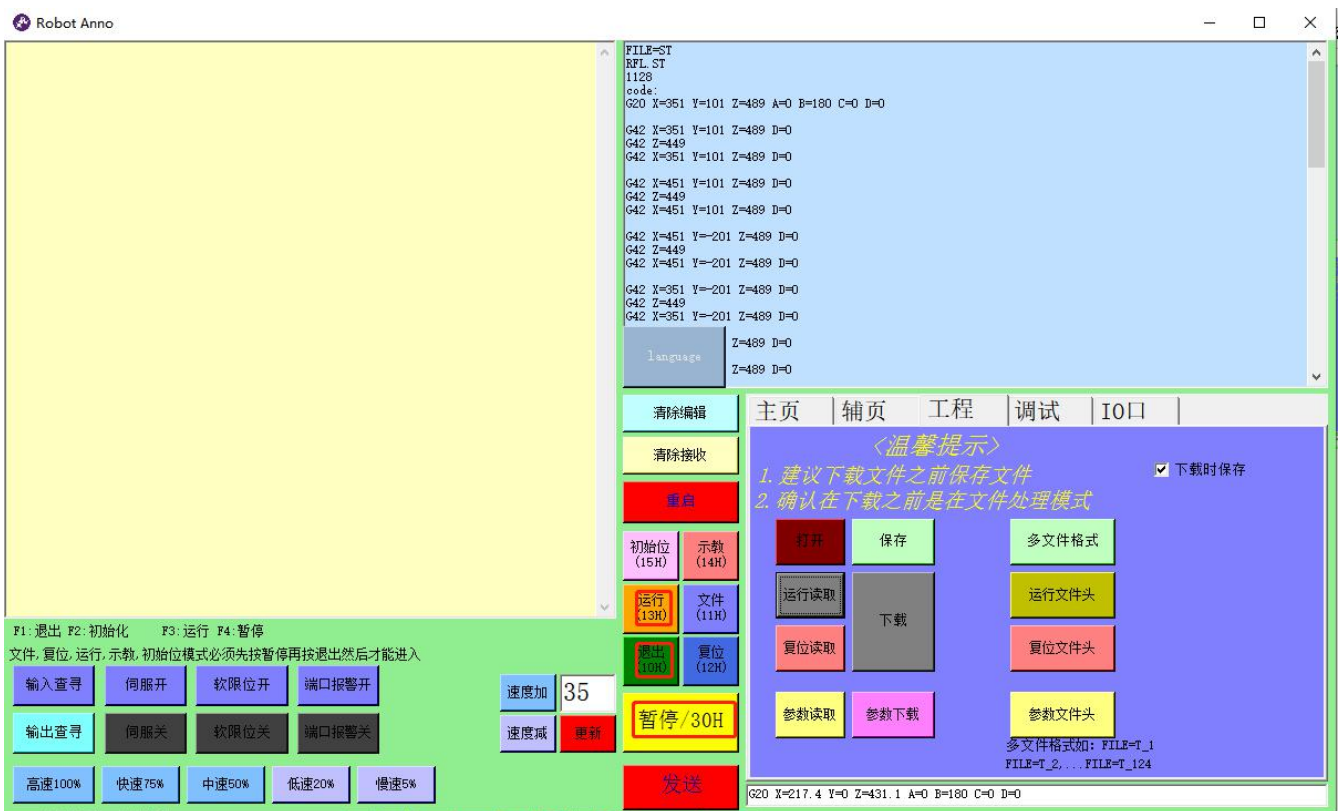 Robot Anno
FILE=ST
RFL.ST
1128
code:
G20 X=351 Y=101 Z=489 A=0 B=180 C=0 D=0
G42 X=351 Y=101 Z=489 D=0
G42 Z=449
G42 X=351 Y=101 Z=489 D=0
G42 X=451 Y=101 Z=489 D=0
G42 Z=449
G42 X=451 Y=101 Z=489 D=0
G42 X=451 Y=-201 Z=489 D=0
G42 Z=449
G42 X=451 Y=-201 Z=489 D=0
G42 X=351 Y=-201 Z=489 D=0
G42 Z=449
G42 X=351 Y=-201 Z=489 D=0
Z=489 D=0
language
Z=489 D=0
清除编辑
清除接收
重启
初始位(15H)
示教(14H)
运行(13H)
文件(11H)
退出(10H)
复位(12H)
暂停/30H
发送
主页 辅页 工程 调试 IO口
<温馨提示>
1.建议下载文件之前保存文件
2.确认在下载之前是在文件处理模式
下载时保存
打开 保存 多文件格式
运行读取 下载 运行文件头
复位读取 复位文件头
参数读取 参数下载 参数文件头
多文件格式如: FILE=T_1
FILE=T_2,...FILE=T_124
G20 X=217.4 Y=0 Z=431.1 A=0 B=180 C=0 D=0
F1:退出 F2:初始化 F3:运行 F4:暂停
文件,复位,运行,示教,初始位模式必须先按暂停再按退出然后才能进入
输入查寻 伺服开 软限位开 端口报警开 速度加 35
输出查寻 伺服关 软限位关 端口报警关 速度减 更新
高速100% 快速75% 中速50% 低速20% 慢速5%